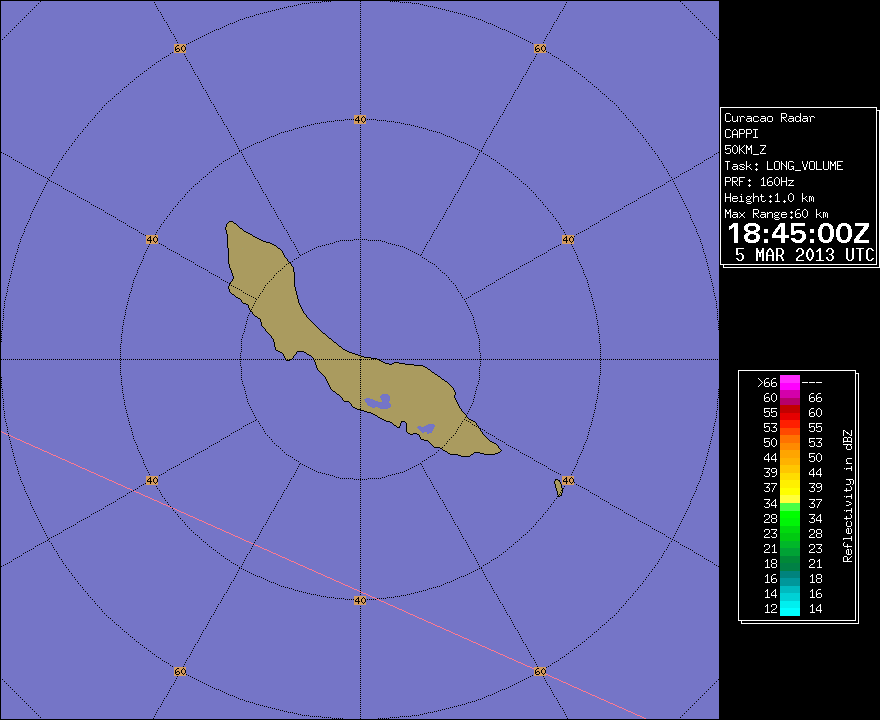 60 60
40
40 40
Curacao Radar
CAPPI
50KM_Z
Task: LONG_VOLUME
PRF: 160Hz
Height:1.0 km
Max Range:60 km
18:45:00Z
5 MAR 2013 UTC
40 40
40
60 60
>66 ---
60 66
55 60
53 55
50 53
44 50
39 44
37 39
34 37
28 34
23 28
21 23
18 21
16 18
14 16
12 14
Reflectivity in dBZ